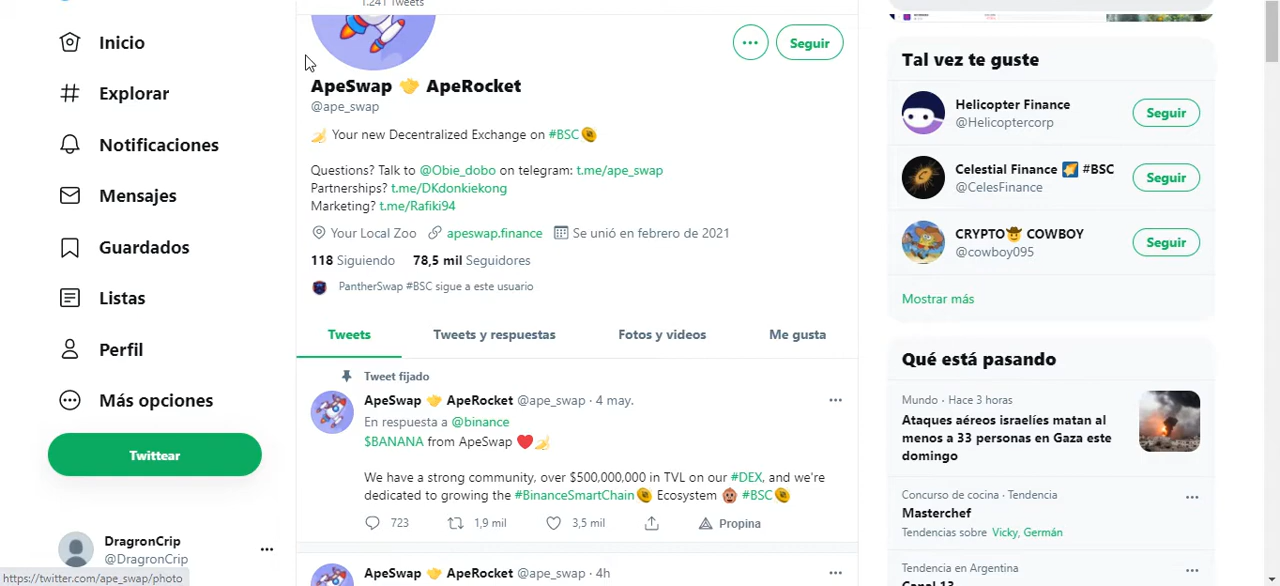 1.241 Tweets
Inicio
Explorar
Notificaciones
Mensajes
Guardados
Listas
Perfil
Más opciones
Twittear
DragronCrip
@DragronCrip
https://twitter.com/ape_swap/photo
Seguir
ApeSwap 🤝 ApeRocket
@ape_swap
🍌 Your new Decentralized Exchange on #BSC
Questions? Talk to @Obie_dobo on telegram: t.me/ape_swap
Partnerships? t.me/DKdonkiekong
Marketing? t.me/Rafiki94
Your Local Zoo apeswap.finance Se unió en febrero de 2021
118 Siguiendo 78,5 mil Seguidores
PantherSwap #BSC sigue a este usuario
Tweets Tweets y respuestas Fotos y videos Me gusta
Tweet fijado
ApeSwap 🤝 ApeRocket @ape_swap · 4 may.
En respuesta a @binance
$BANANA from ApeSwap ❤️🍌
We have a strong community, over $500,000,000 in TVL on our #DEX, and we're
dedicated to growing the #BinanceSmartChain Ecosystem 🐵 #BSC
723 1,9 mil 3,5 mil Propina
ApeSwap 🤝 ApeRocket @ape_swap · 4h
Tal vez te guste
Helicopter Finance
@Helicoptercorp
Seguir
Celestial Finance #BSC
@CelesFinance
Seguir
CRYPTO🤠 COWBOY
@cowboy095
Seguir
Mostrar más
Qué está pasando
Mundo · Hace 3 horas
Ataques aéreos israelíes matan al
menos a 33 personas en Gaza este
domingo
Concurso de cocina · Tendencia
Masterchef
Tendencias sobre Vicky, Germán
Tendencia en Argentina
Canal 13